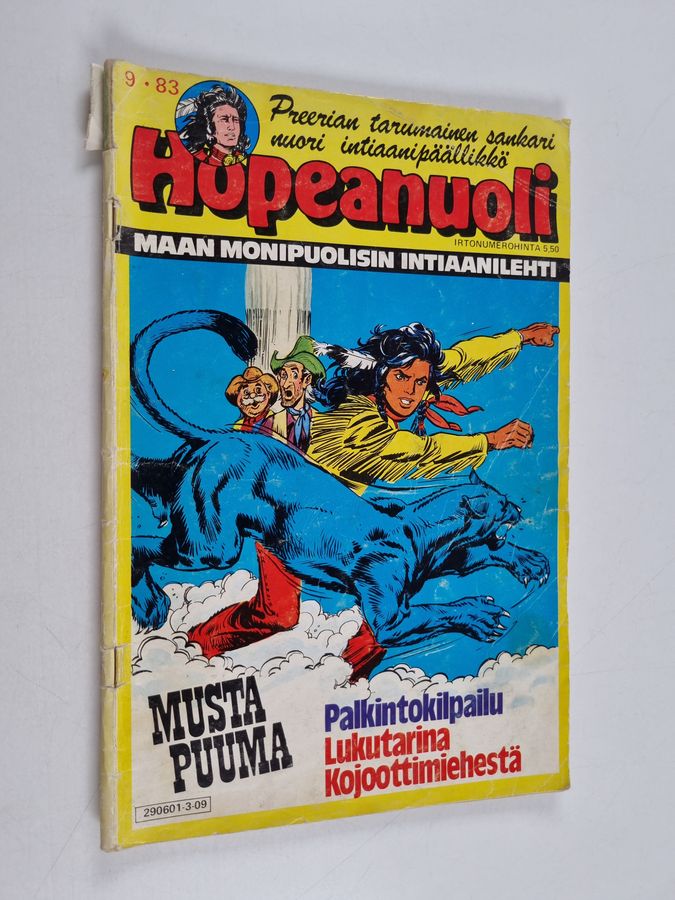 9 • 83
Preerian tarumainen sankari
nuori intiaanipäällikkö
Hopeanuoli
IRTONUMEROHINTA 5,50
MAAN MONIPUOLISIN INTIAANILEHTI
MUSTA
PUUMA
Palkintokilpailu
Lukutarina
Kojoottimiehestä
290601-3-09